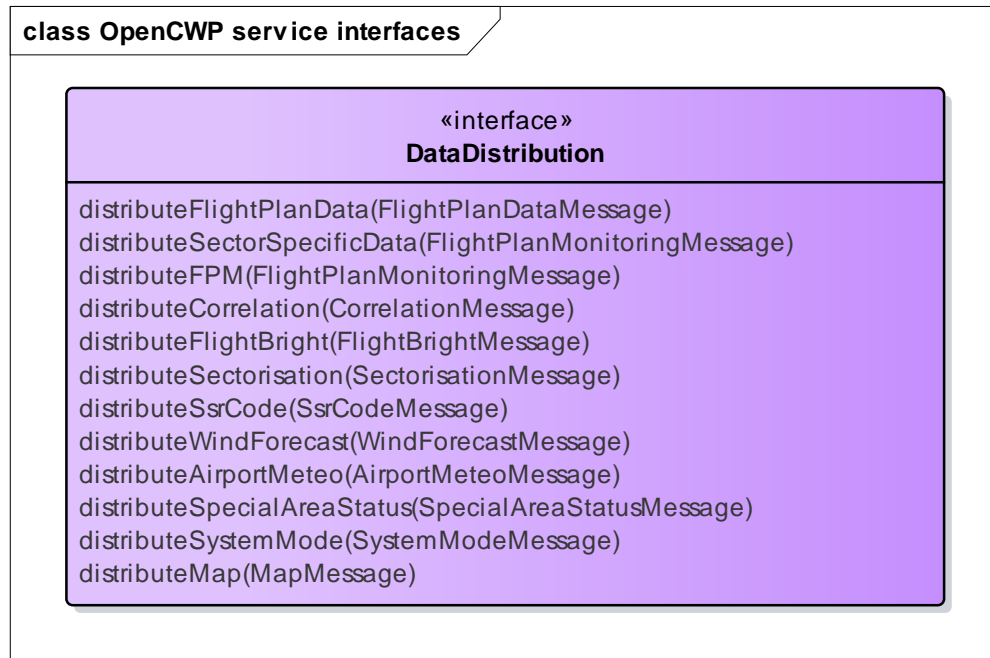 class OpenCWP service interfaces
«interface»
DataDistribution
distributeFlightPlanData(FlightPlanDataMessage)
distributeSectorSpecificData(FlightPlanMonitoringMessage)
distributeFPM(FlightPlanMonitoringMessage)
distributeCorrelation(CorrelationMessage)
distributeFlightBright(FlightBrightMessage)
distributeSectorisation(SectorisationMessage)
distributeSsrCode(SsrCodeMessage)
distributeWindForecast(WindForecastMessage)
distributeAirportMeteo(AirportMeteoMessage)
distributeSpecialAreaStatus(SpecialAreaStatusMessage)
distributeSystemMode(SystemModeMessage)
distributeMap(MapMessage)